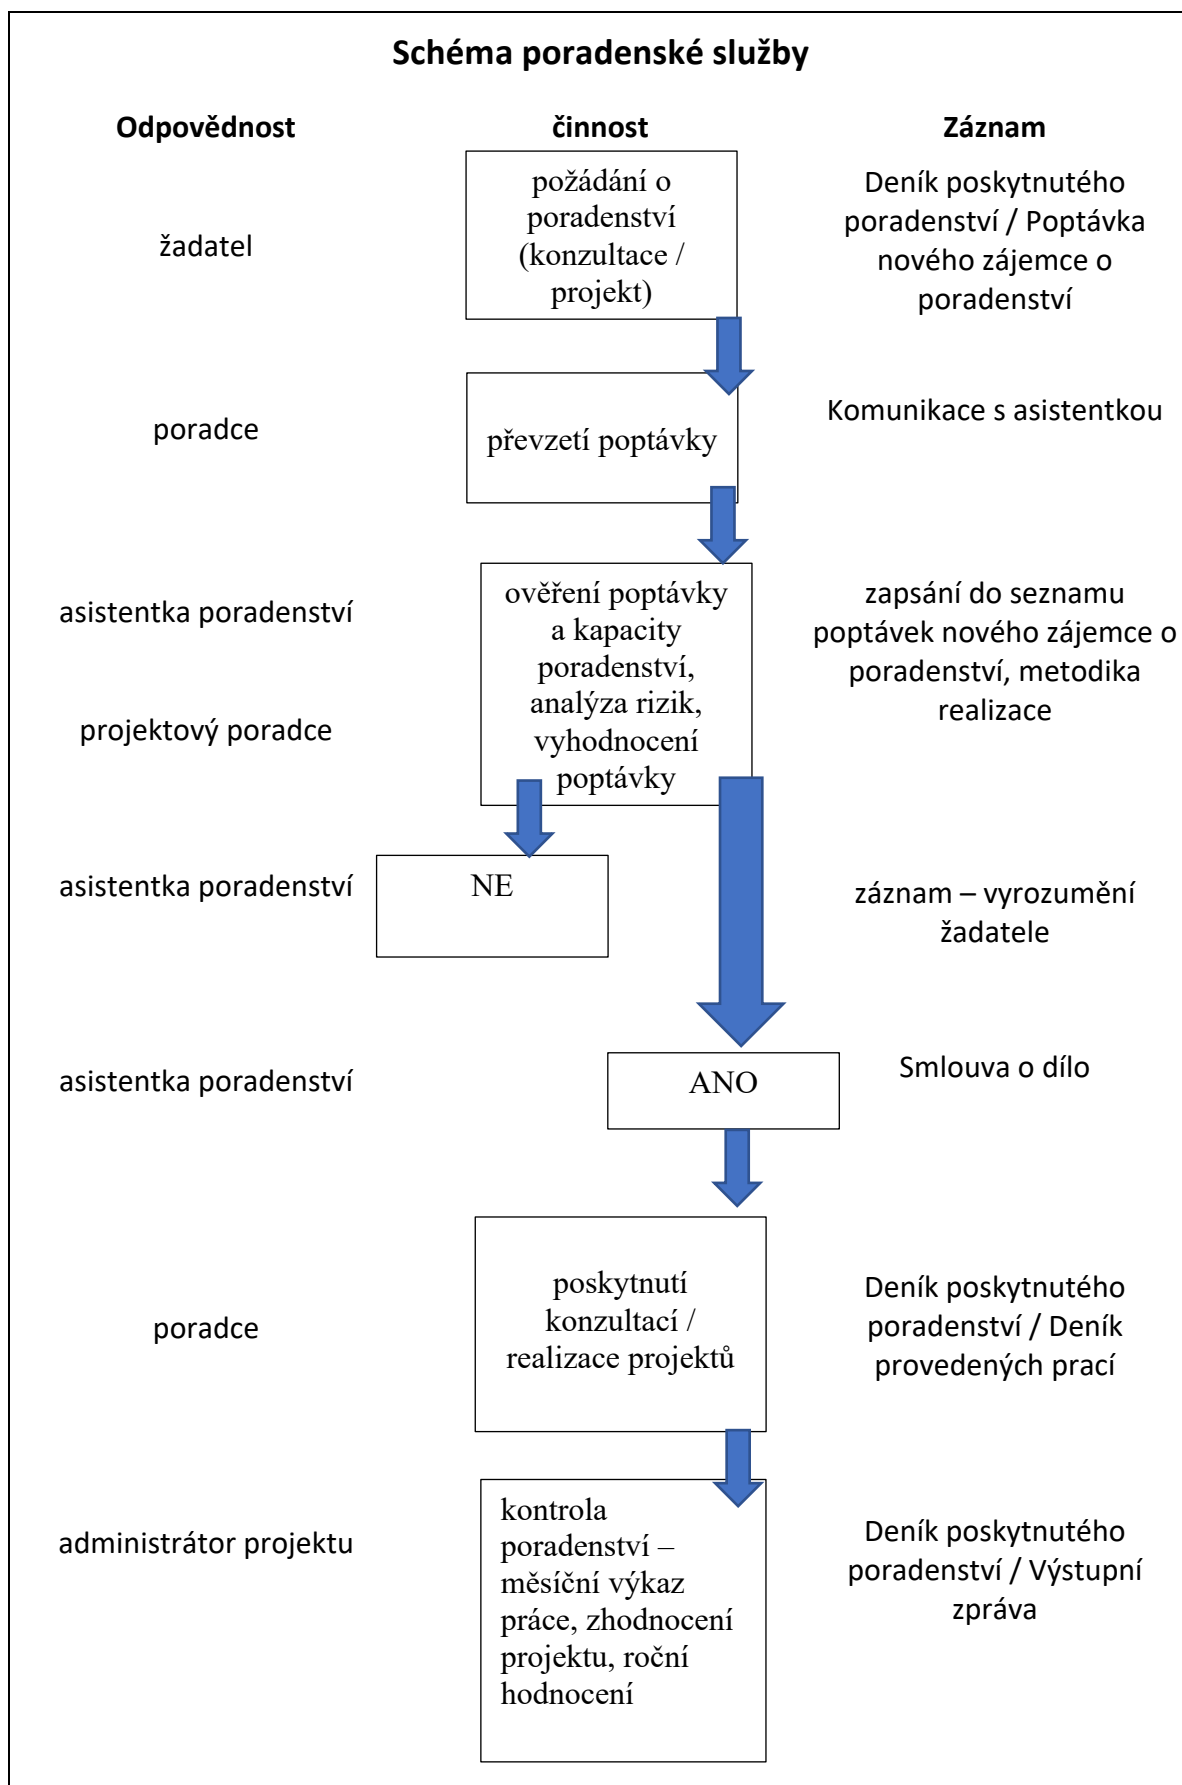 Schéma poradenské služby
Odpovědnost
činnost
Záznam
žadatel
požádání o
poradenství
(konzultace /
projekt)
Deník poskytnutého
poradenství / Poptávka
nového zájemce o
poradenství
poradce
převzetí poptávky
Komunikace s asistentkou
asistentka poradenství
projektový poradce
ověření poptávky
a kapacity
poradenství,
analýza rizik,
vyhodnocení
poptávky
zapsání do seznamu
poptávek nového zájemce o
poradenství, metodika
realizace
asistentka poradenství
NE
záznam – vyrozumění
žadatele
asistentka poradenství
ANO
Smlouva o dílo
poradce
poskytnutí
konzultací /
realizace projektů
Deník poskytnutého
poradenství / Deník
provedených prací
administrátor projektu
kontrola
poradenství –
měsíční výkaz
práce, zhodnocení
projektu, roční
hodnocení
Deník poskytnutého
poradenství / Výstupní
zpráva